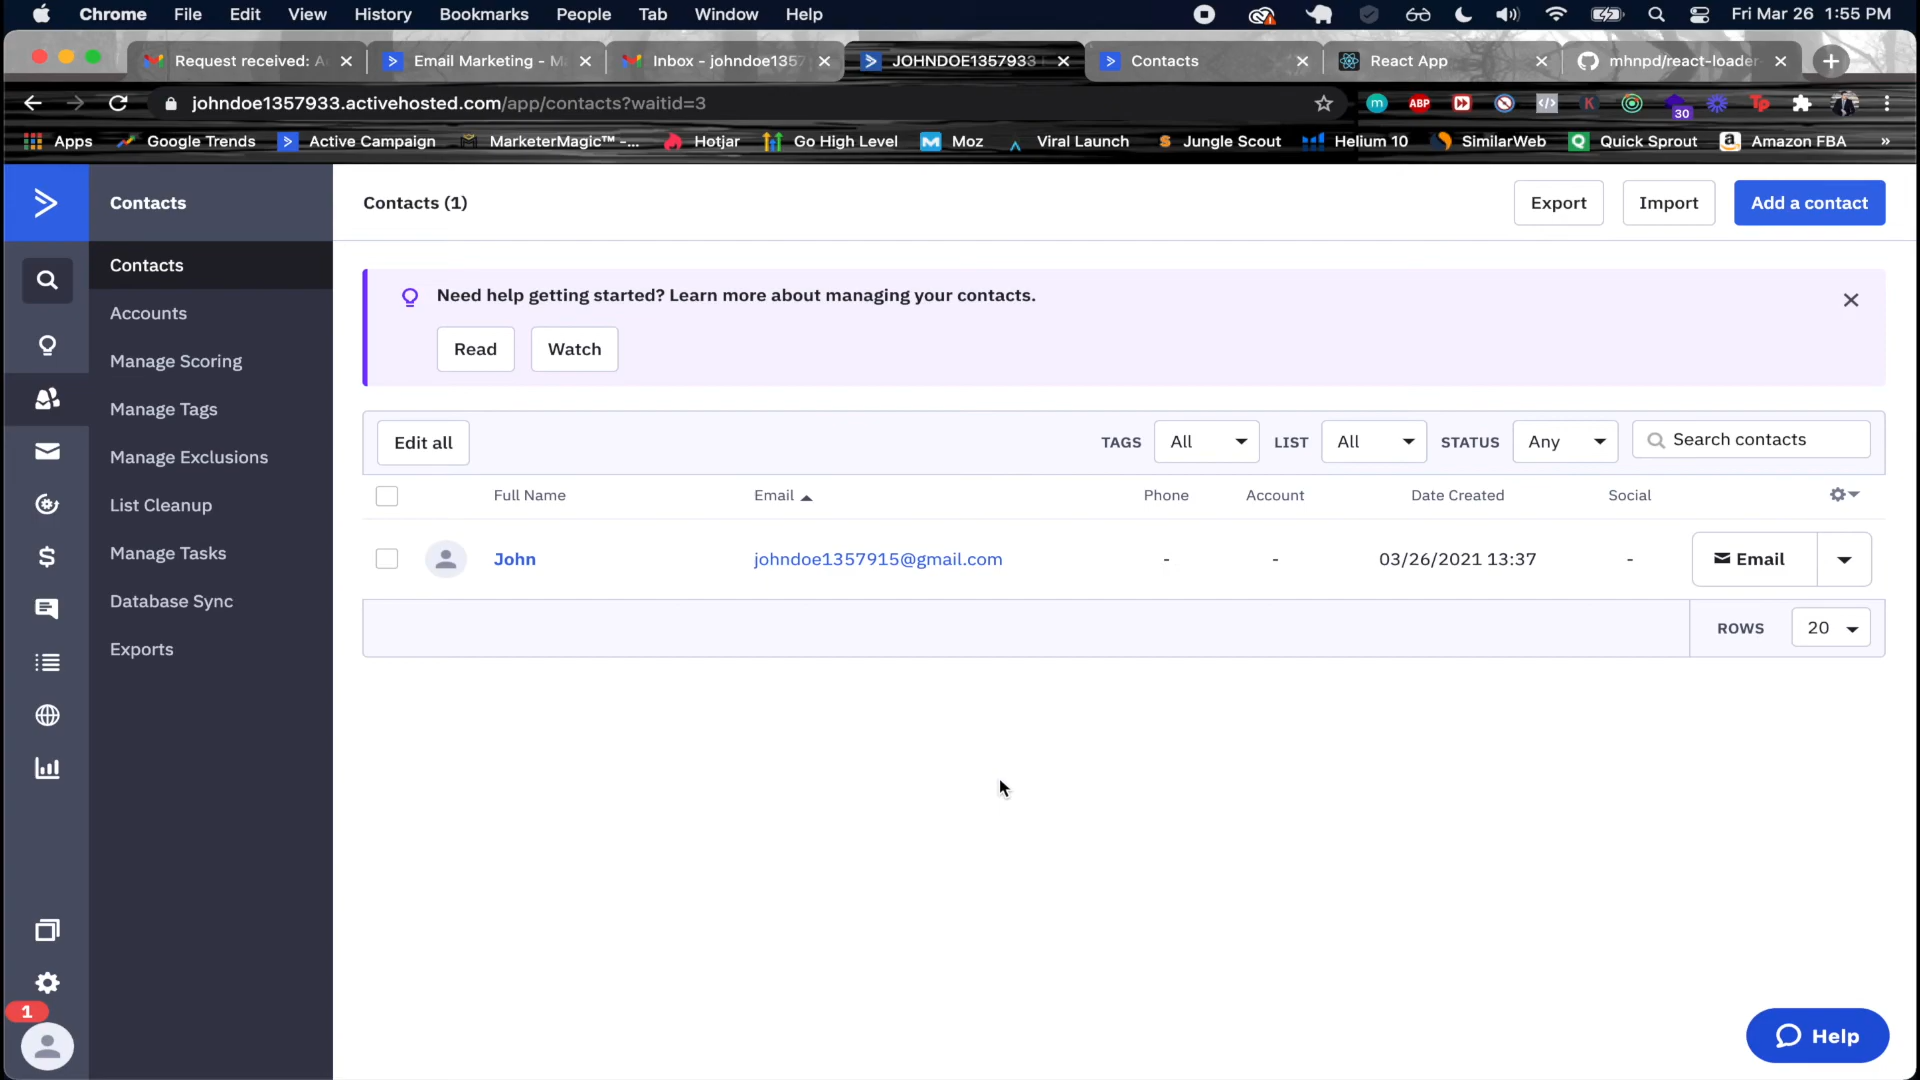 Chrome File Edit View History Bookmarks People Tab Window Help Fri Mar 26 1:55 PM
Request received: A Email Marketing - M Inbox - johndoe1357 JOHNDOE1357933 Contacts React App mhnpd/react-loader
johndoe1357933.activehosted.com/app/contacts?waitid=3 m ABP K 30 Tp
Apps Google Trends Active Campaign MarketerMagic™ -... Hotjar Go High Level Moz Viral Launch Jungle Scout Helium 10 SimilarWeb Quick Sprout Amazon FBA »
Contacts
Contacts
Accounts
Manage Scoring
Manage Tags
Manage Exclusions
List Cleanup
Manage Tasks
Database Sync
Exports
1
Contacts (1) Export Import Add a contact
Need help getting started? Learn more about managing your contacts.
Read Watch
Edit all TAGS All LIST All STATUS Any Search contacts
Full Name Email Phone Account Date Created Social
John johndoe1357915@gmail.com - - 03/26/2021 13:37 - Email
ROWS 20
Help